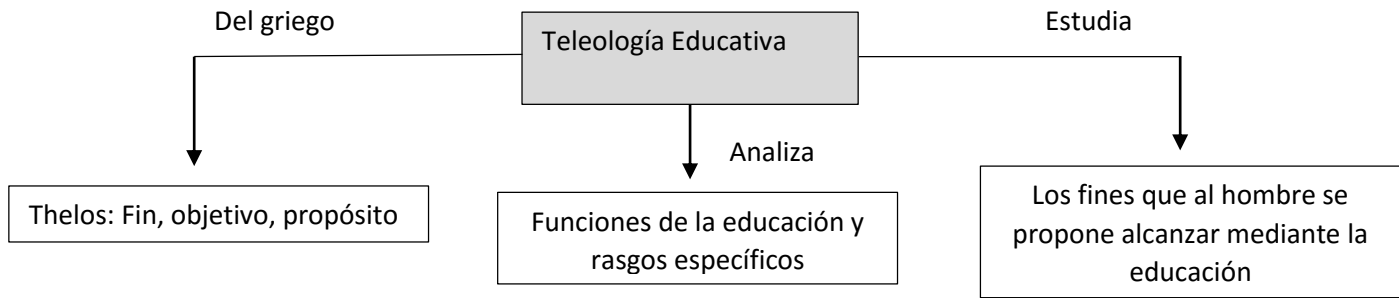 Del griego
Teleología Educativa
Estudia
Analiza
Thelos: Fin, objetivo, propósito
Funciones de la educación y
rasgos específicos
Los fines que al hombre se
propone alcanzar mediante la
educación